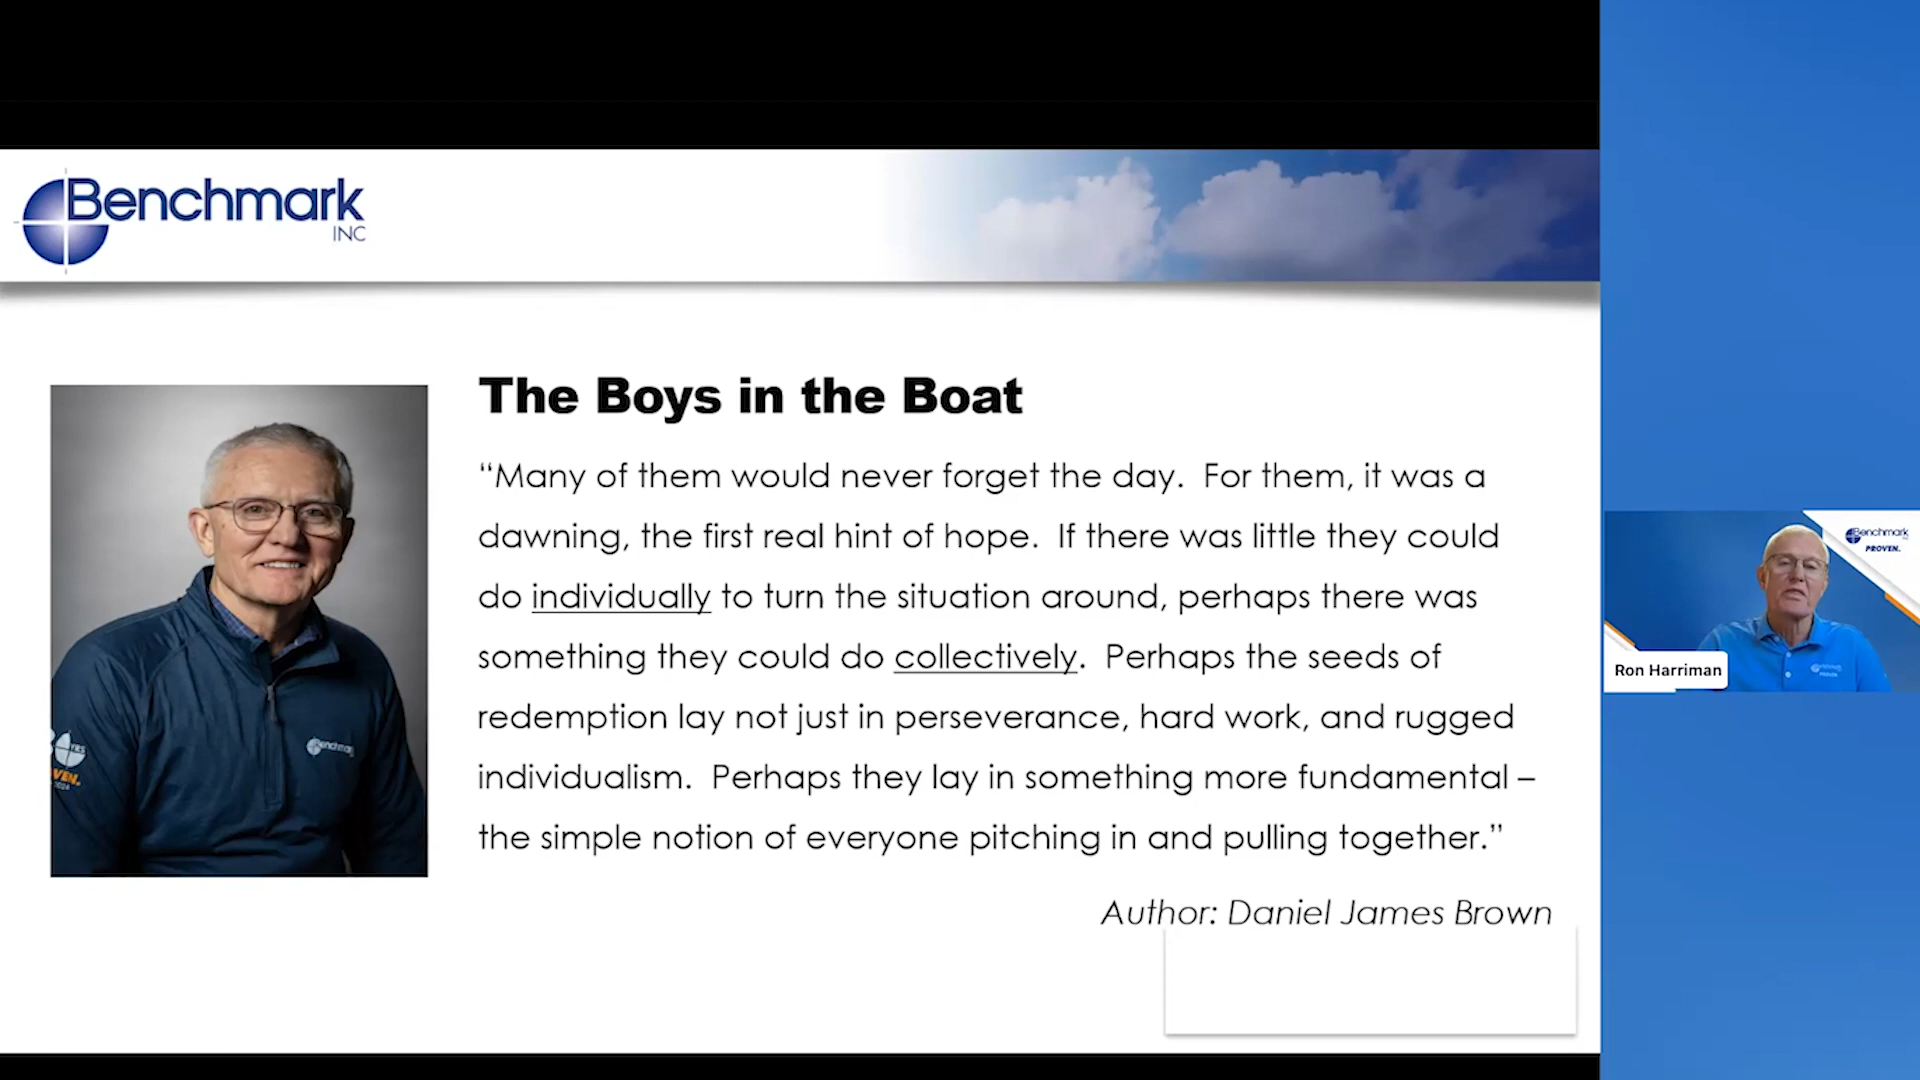 Benchmark
INC
The Boys in the Boat
“Many of them would never forget the day.  For them, it was a
dawning, the first real hint of hope.  If there was little they could
do individually to turn the situation around, perhaps there was
something they could do collectively.  Perhaps the seeds of
redemption lay not just in perseverance, hard work, and rugged
individualism.  Perhaps they lay in something more fundamental –
the simple notion of everyone pitching in and pulling together.”
Author: Daniel James Brown
YRS
VEN.
Benchmark
Benchmark
PROVEN.
Ron Harriman